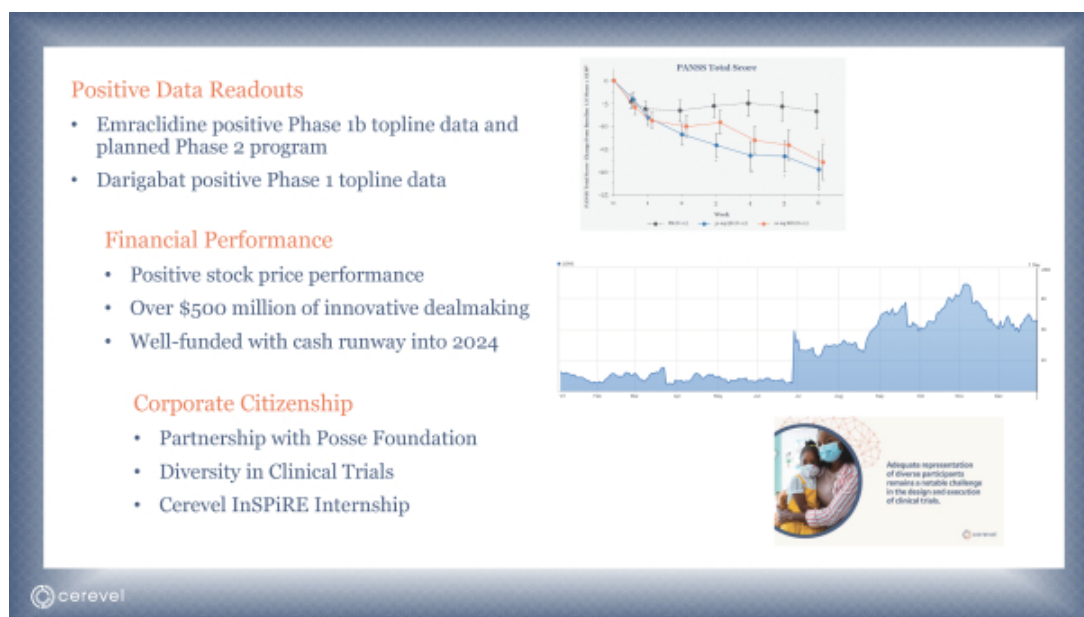 Positive Data Readouts
• Emraclidine positive Phase 1b topline data and
planned Phase 2 program
• Darigabat positive Phase 1 topline data
Financial Performance
• Positive stock price performance
• Over $500 million of innovative dealmaking
• Well-funded with cash runway into 2024
Corporate Citizenship
• Partnership with Posse Foundation
• Diversity in Clinical Trials
• Cerevel InSPiRE Internship
PANSS Total Score
Week
Adequate representation
of diverse participants
remains a notable challenge
in the design and execution
of clinical trials.
cerevel
cerevel